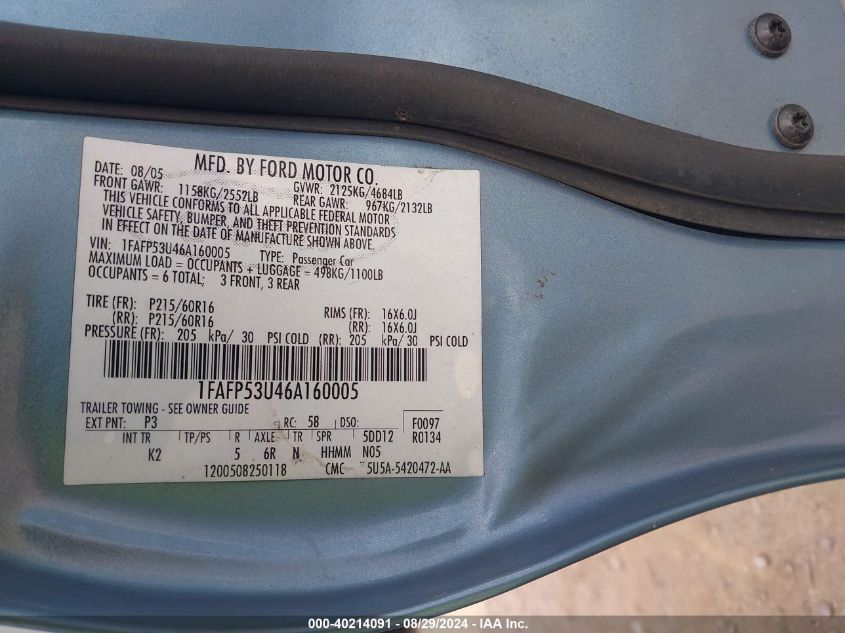 MFD. BY FORD MOTOR CO.
DATE: 08/05 GVWR: 2125KG/4684LB
FRONT GAWR: 1158KG/2552LB REAR GAWR: 967KG/2132LB
THIS VEHICLE CONFORMS TO ALL APPLICABLE FEDERAL MOTOR
VEHICLE SAFETY, BUMPER, AND THEFT PREVENTION STANDARDS
IN EFFECT ON THE DATE OF MANUFACTURE SHOWN ABOVE.
VIN: 1FAFP53U46A160005 TYPE: Passenger Car
MAXIMUM LOAD = OCCUPANTS + LUGGAGE = 498KG/1100LB
OCCUPANTS = 6 TOTAL; 3 FRONT, 3 REAR
TIRE (FR): P215/60R16 RIMS (FR): 16X6.0J
(RR): P215/60R16 (RR): 16X6.0J
PRESSURE (FR): 205 kPa/ 30 PSI COLD (RR): 205 kPa/ 30 PSI COLD
1FAFP53U46A160005
TRAILER TOWING - SEE OWNER GUIDE
EXT PNT: P3 RC: 58 DSO: F0097
INT TR TP/PS R AXLE TR SPR 5DD12 R0134
K2 5 6R N HHMM N05
1200508250118 CMC 5U5A-5420472-AA
000-40214091 - 08/29/2024 - IAA Inc.